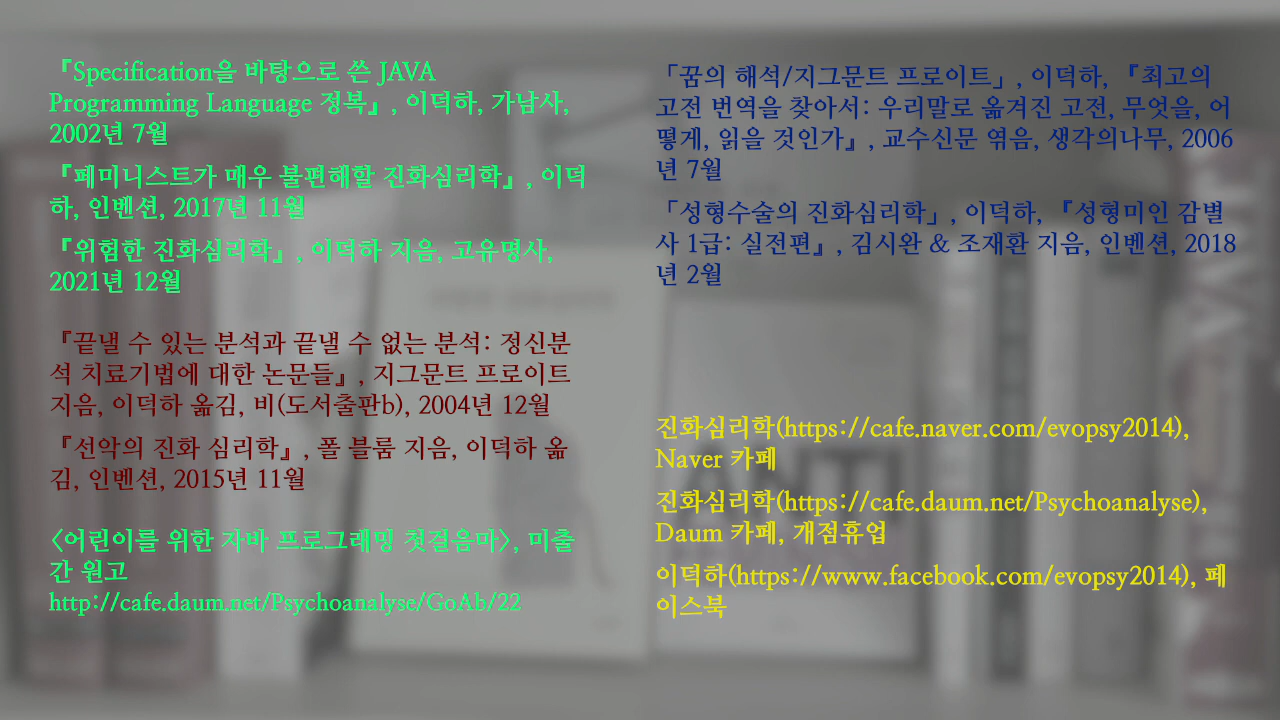 『Specification을 바탕으로 쓴 JAVA
Programming Language 정복』, 이덕하, 가남사,
2002년 7월
『페미니스트가 매우 불편해할 진화심리학』, 이덕
하, 인벤션, 2017년 11월
『위험한 진화심리학』, 이덕하 지음, 고유명사,
2021년 12월
『끝낼 수 있는 분석과 끝낼 수 없는 분석: 정신분
석 치료기법에 대한 논문들』, 지그문트 프로이트
지음, 이덕하 옮김, 비(도서출판b), 2004년 12월
『선악의 진화 심리학』, 폴 블룸 지음, 이덕하 옮
김, 인벤션, 2015년 11월
〈어린이를 위한 자바 프로그래밍 첫걸음마〉, 미출
간 원고
http://cafe.daum.net/Psychoanalyse/GoAb/22
「꿈의 해석/지그문트 프로이트」, 이덕하, 『최고의
고전 번역을 찾아서: 우리말로 옮겨진 고전, 무엇을, 어
떻게, 읽을 것인가』, 교수신문 엮음, 생각의나무, 2006
년 7월
「성형수술의 진화심리학」, 이덕하, 『성형미인 감별
사 1급: 실전편』, 김시완 & 조재환 지음, 인벤션, 2018
년 2월
진화심리학(https://cafe.naver.com/evopsy2014),
Naver 카페
진화심리학(https://cafe.daum.net/Psychoanalyse),
Daum 카페, 개점휴업
이덕하(https://www.facebook.com/evopsy2014), 페
이스북